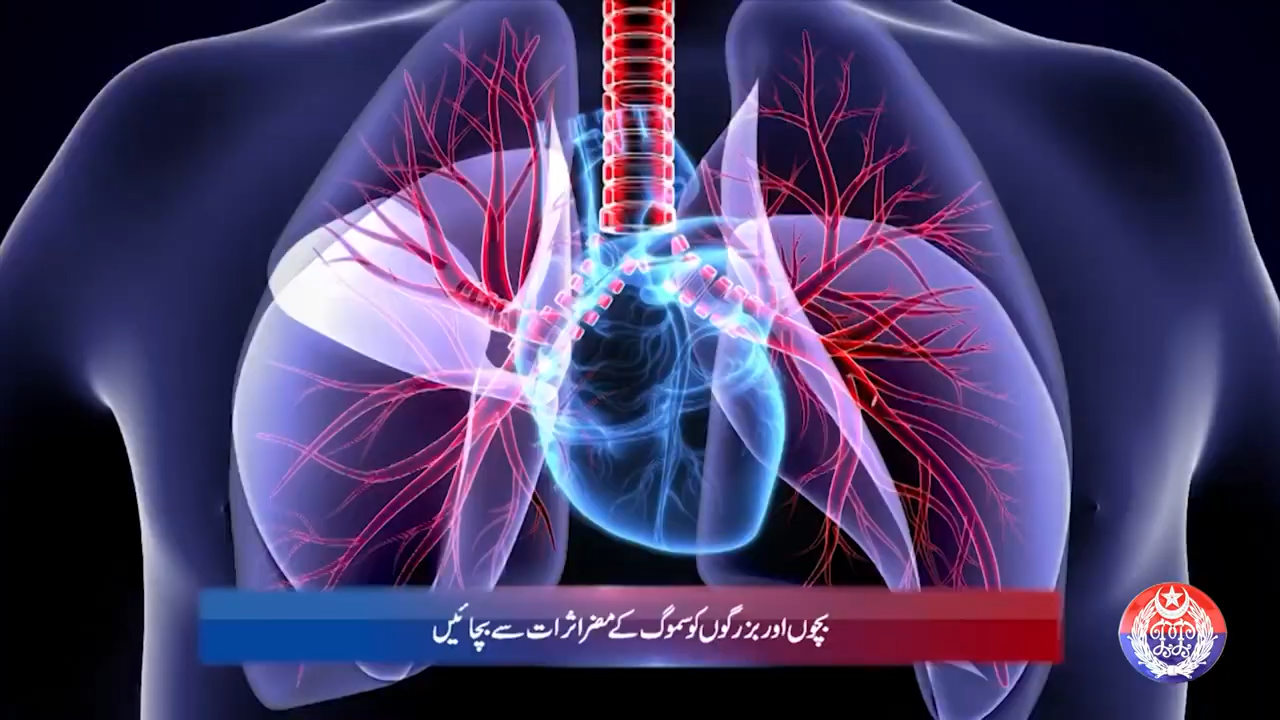 بچوں اور بزرگوں کو سموگ کے مضر اثرات سے بچائیں